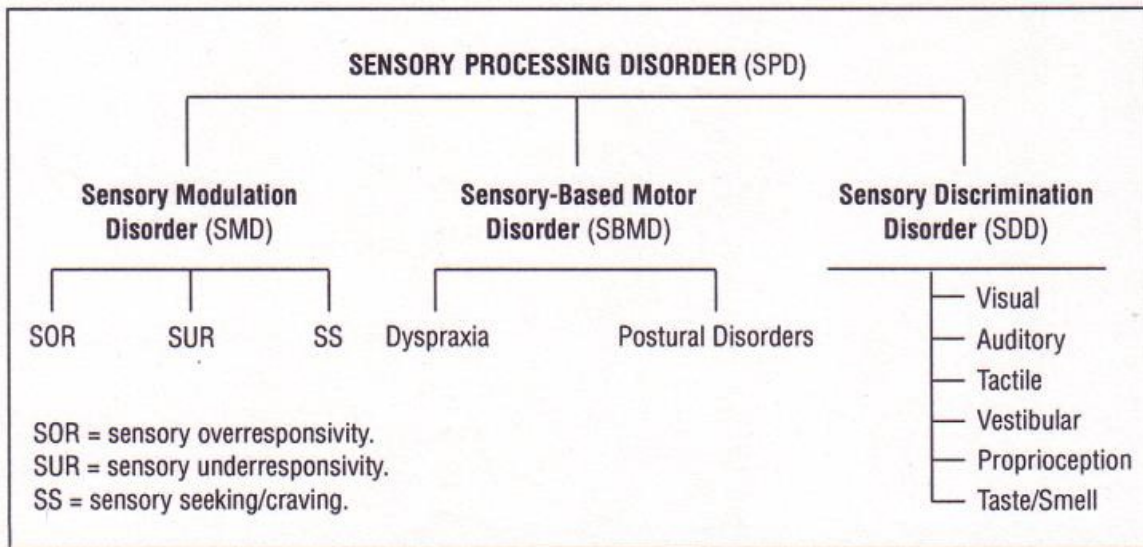 SENSORY PROCESSING DISORDER (SPD)
Sensory Modulation
Disorder (SMD)
SOR
SUR
SS
Sensory-Based Motor
Disorder (SBMD)
Dyspraxia
Postural Disorders
Sensory Discrimination
Disorder (SDD)
Visual
Auditory
Tactile
Vestibular
Proprioception
Taste/Smell
SOR = sensory overresponsivity.
SUR = sensory underresponsivity.
SS = sensory seeking/craving.